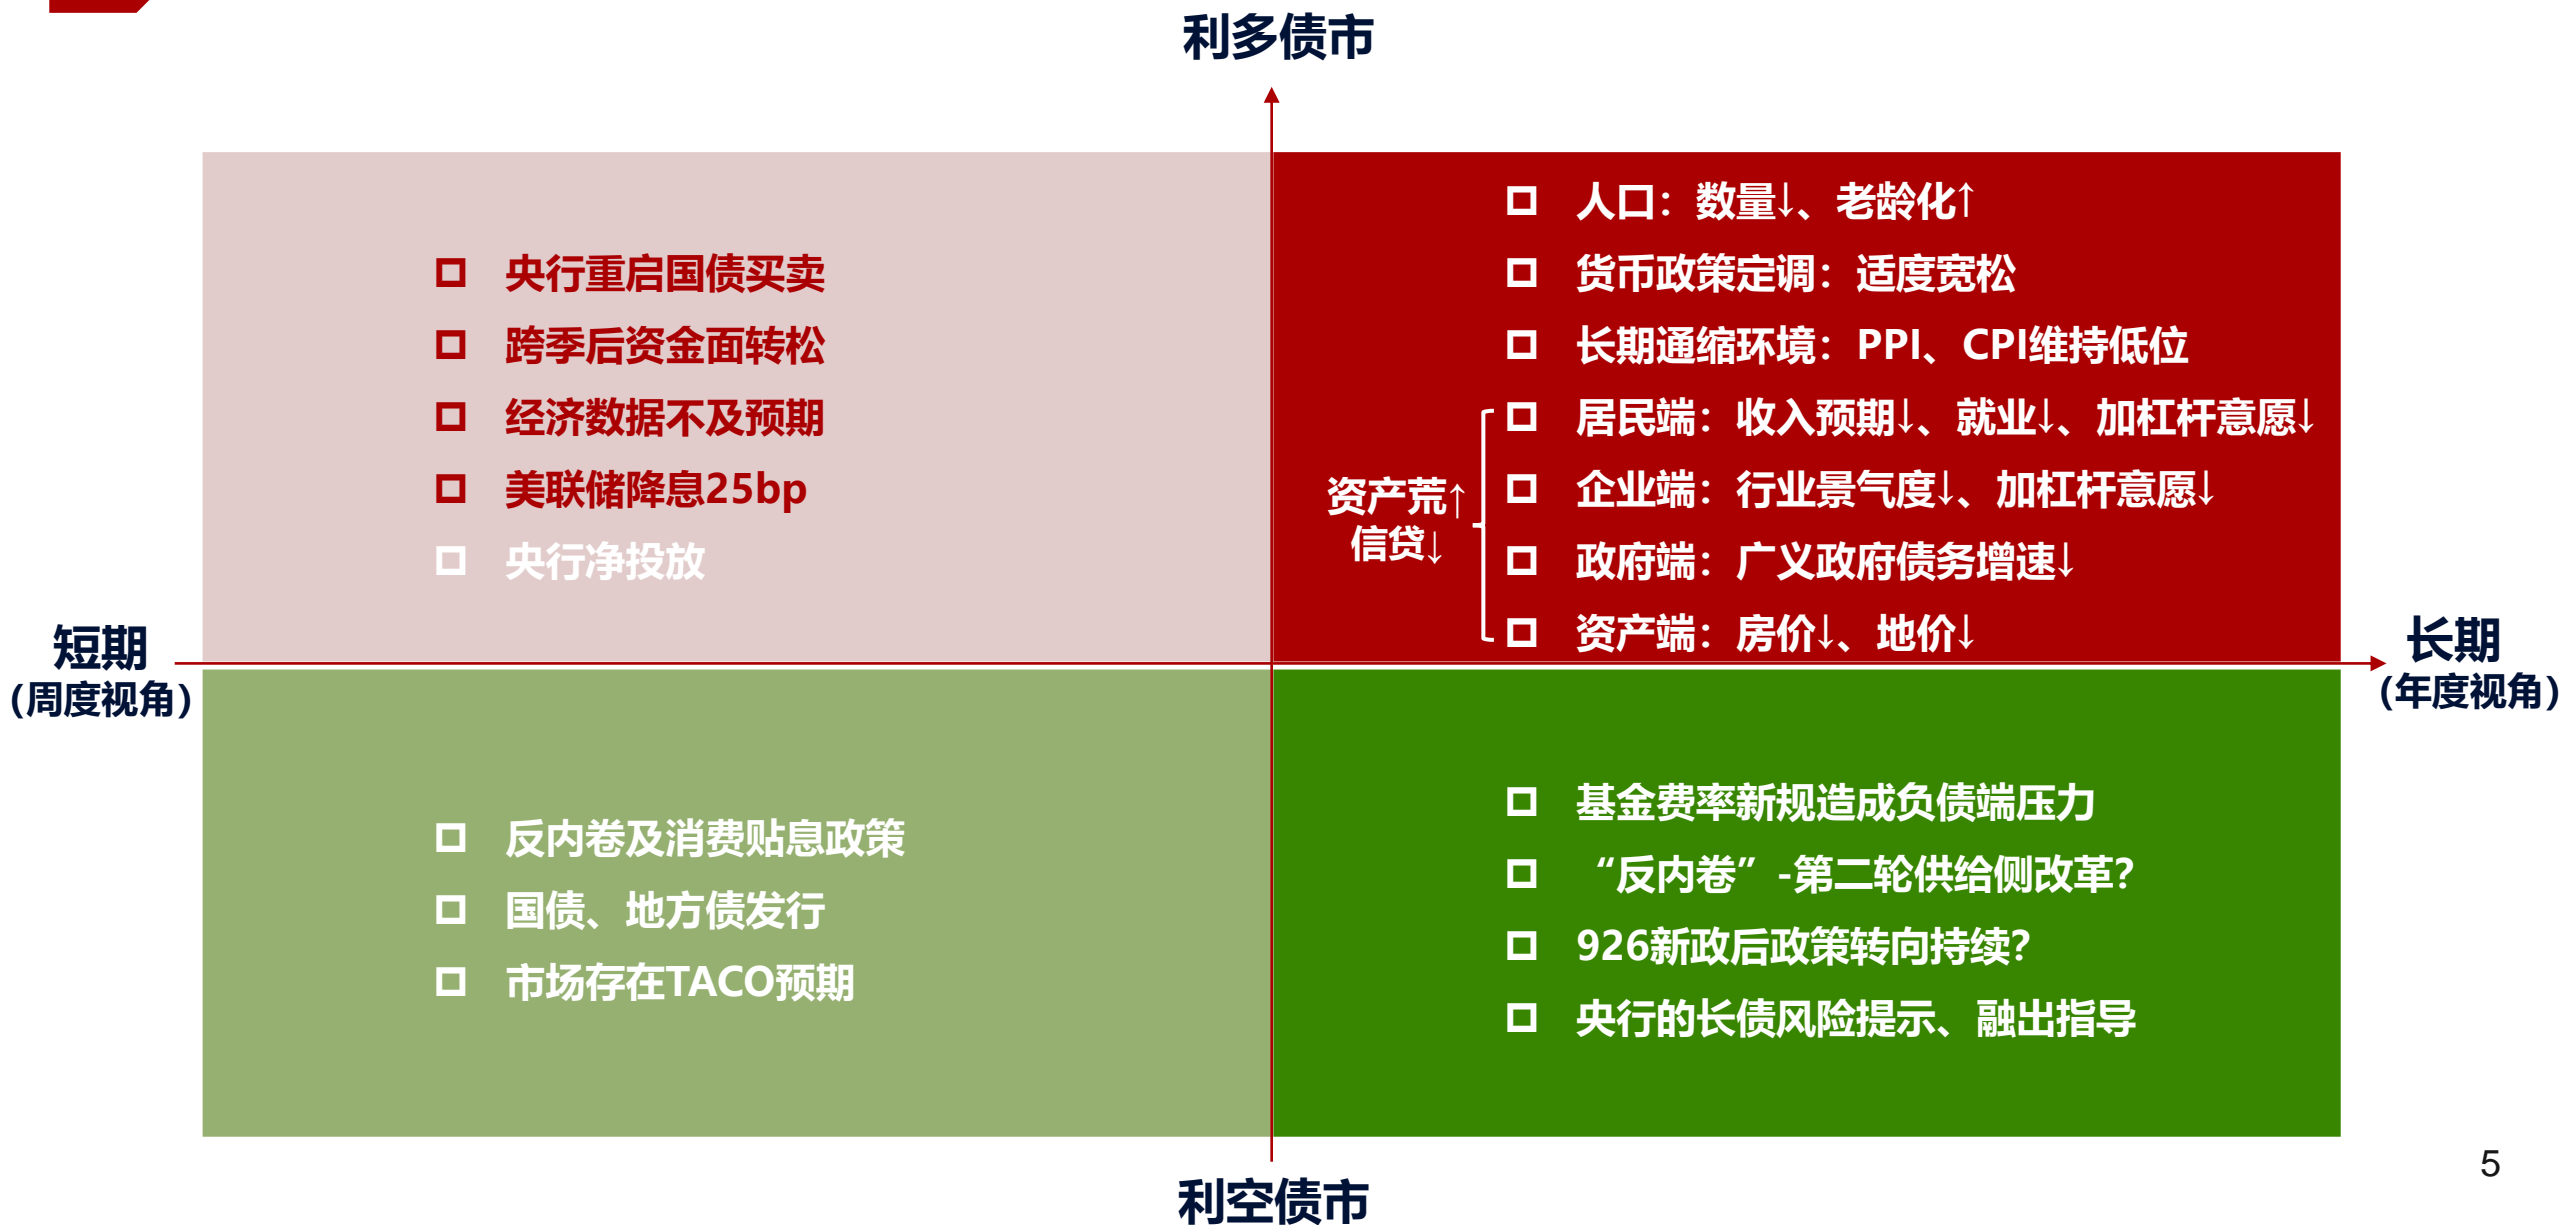 利多债市
央行重启国债买卖
跨季后资金面转松
经济数据不及预期
美联储降息25bp
央行净投放
人口：数量↓、老龄化↑
货币政策定调：适度宽松
长期通缩环境：PPI、CPI维持低位
居民端：收入预期↓、就业↓、加杠杆意愿↓
企业端：行业景气度↓、加杠杆意愿↓
政府端：广义政府债务增速↓
资产端：房价↓、地价↓
资产荒↑
信贷↓
短期
（周度视角）
长期
（年度视角）
反内卷及消费贴息政策
国债、地方债发行
市场存在TACO预期
基金费率新规造成负债端压力
“反内卷”-第二轮供给侧改革？
926新政后政策转向持续？
央行的长债风险提示、融出指导
利空债市
5